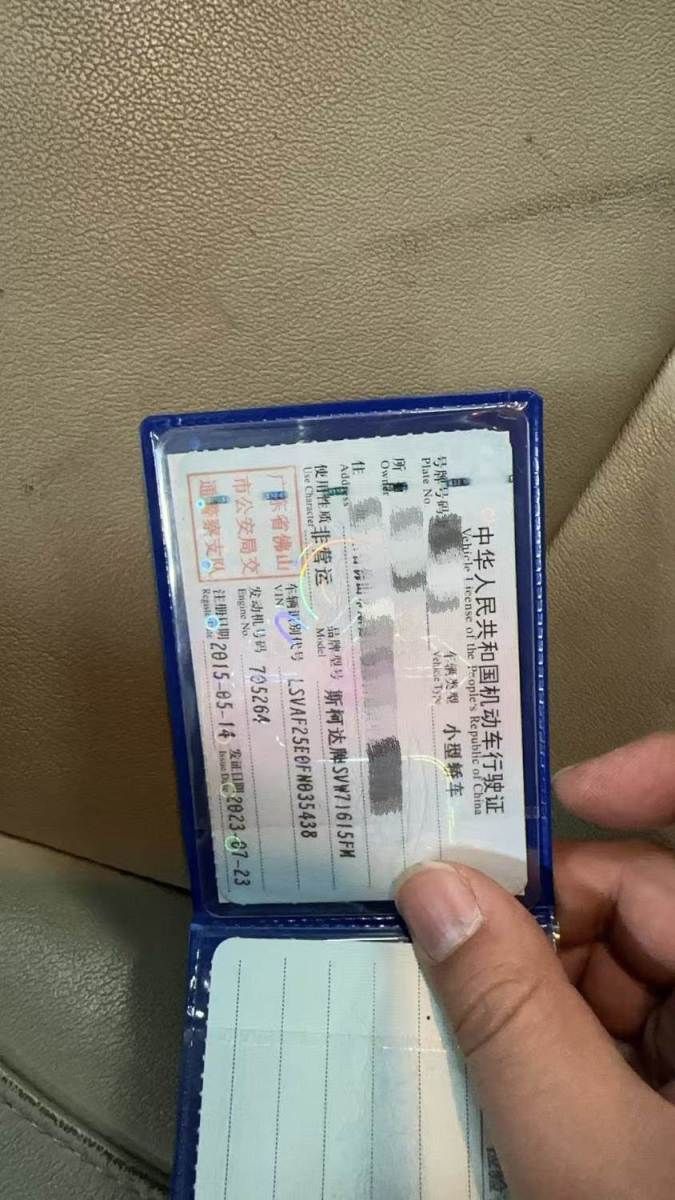 中华人民共和国机动车行驶证
Vehicle License of the People's Republic of China
号牌号码
Plate No
车辆类型 小型轿车
Vehicle Type
所
Owner
住
Address
使用性质 非营运
Use Character
品牌型号 斯柯达牌SVW71615FM
Model
广东省佛山
市公安局交
通警察支队
车辆识别代号 LSVAF25E0FN035438
VIN
发动机号码 705264
Engine No
注册日期 2015-05-14 发证日期 2023-07-23
Issue Date